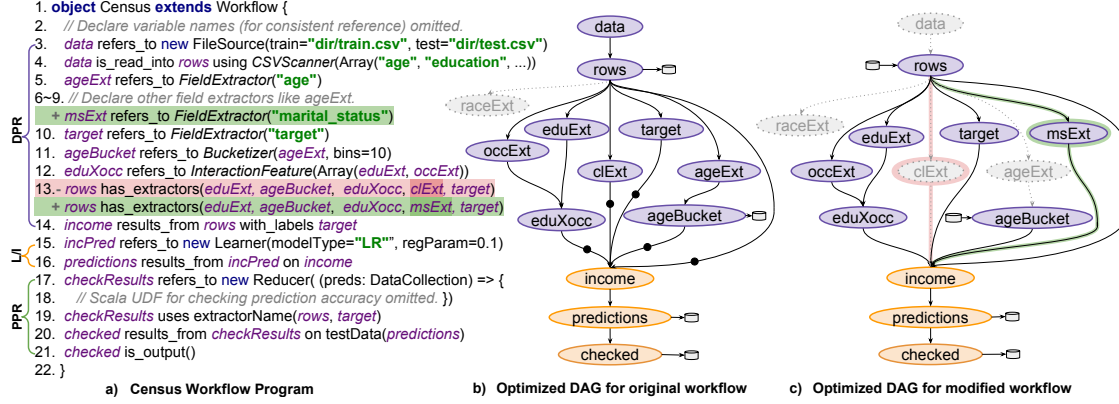 1. object Census extends Workflow {
2. // Declare variable names (for consistent reference) omitted.
3. data refers_to new FileSource(train="dir/train.csv", test="dir/test.csv")
4. data is_read_into rows using CSVScanner(Array("age", "education", ...))
5. ageExt refers_to FieldExtractor("age")
6~9. // Declare other field extractors like ageExt.
+ msExt refers_to FieldExtractor("marital_status")
10. target refers_to FieldExtractor("target")
11. ageBucket refers_to Bucketizer(ageExt, bins=10)
12. eduXocc refers_to InteractionFeature(Array(eduExt, occExt))
13.- rows has_extractors(eduExt, ageBucket, eduXocc, clExt, target)
+ rows has_extractors(eduExt, ageBucket, eduXocc, msExt, target)
14. income results_from rows with_labels target
15. incPred refers_to new Learner(modelType="LR"", regParam=0.1)
16. predictions results_from incPred on income
17. checkResults refers_to new Reducer( (preds: DataCollection) => {
18. // Scala UDF for checking prediction accuracy omitted. })
19. checkResults uses extractorName(rows, target)
20. checked results_from checkResults on testData(predictions)
21. checked is_output()
22. }
DPR
L/I
PPR
a) Census Workflow Program
data
rows
raceExt
eduExt
target
occExt
clExt
ageExt
eduXocc
ageBucket
income
predictions
checked
b) Optimized DAG for original workflow
data
rows
raceExt
eduExt
target
msExt
occExt
clExt
ageExt
eduXocc
ageBucket
income
predictions
checked
c) Optimized DAG for modified workflow